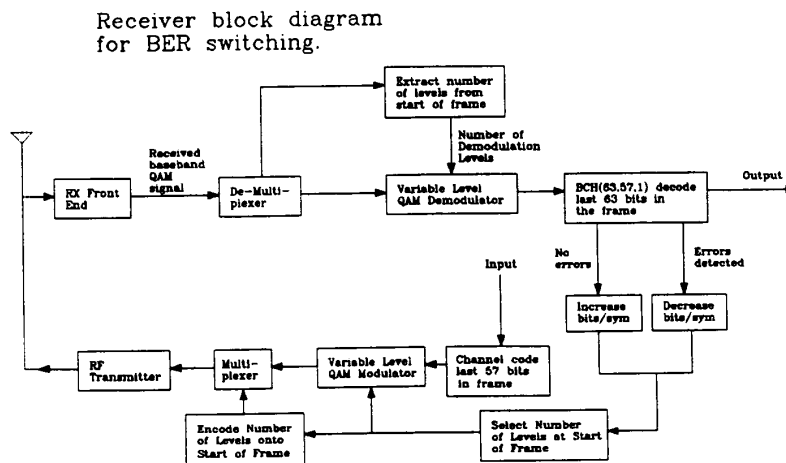 Receiver block diagram
for BER switching.
Extract number
of levels from
start of frame
Received
baseband
QAM
signal
Number of
Demodulation
Levels
RX Front
End
De-Multi-
plexer
Variable Level
QAM Demodulator
BCH(63,57,1) decode
last 63 bits in
the frame
Output
No
errors
Errors
detected
Input
Increase
bits/sym
Decrease
bits/sym
RF
Transmitter
Multi-
plexer
Variable Level
QAM Modulator
Channel code
last 57 bits
in frame
Encode Number
of Levels onto
Start of Frame
Select Number
of Levels at Start
of Frame